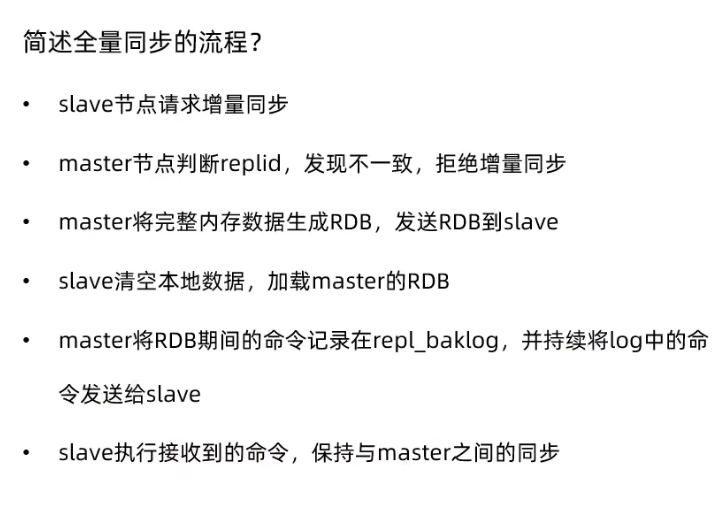 简述全量同步的流程？
• slave节点请求增量同步
• master节点判断replid，发现不一致，拒绝增量同步
• master将完整内存数据生成RDB，发送RDB到slave
• slave清空本地数据，加载master的RDB
• master将RDB期间的命令记录在repl_baklog，并持续将log中的命
令发送给slave
• slave执行接收到的命令，保持与master之间的同步